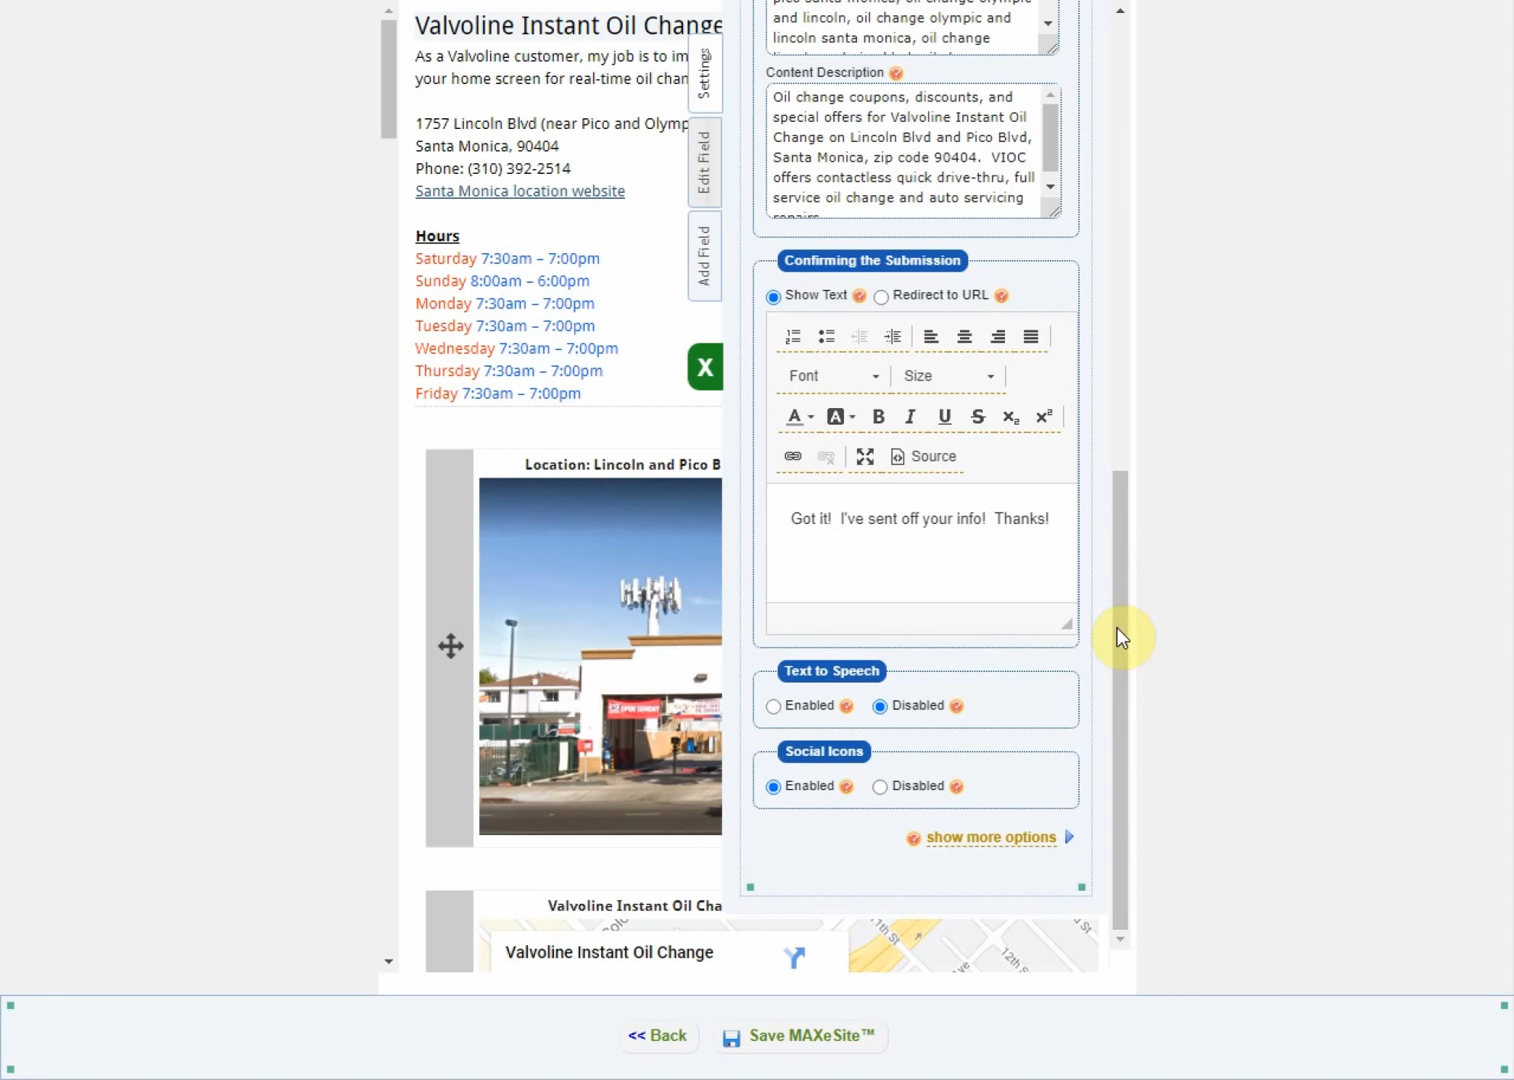 Valvoline Instant Oil Change
As a Valvoline customer, my job is to im
your home screen for real-time oil chan
1757 Lincoln Blvd (near Pico and Olymp
Santa Monica, 90404
Phone: (310) 392-2514
Santa Monica location website
Hours
Saturday 7:30am – 7:00pm
Sunday 8:00am – 6:00pm
Monday 7:30am – 7:00pm
Tuesday 7:30am – 7:00pm
Wednesday 7:30am – 7:00pm
Thursday 7:30am – 7:00pm
Friday 7:30am – 7:00pm
Location: Lincoln and Pico B
OPEN SUNDAY
Valvoline Instant Oil Cha
Valvoline Instant Oil Change
11th St
12th St
Settings
Edit Field
Add Field
X
and lincoln, oil change olympic and
lincoln santa monica, oil change
Content Description
Oil change coupons, discounts, and
special offers for Valvoline Instant Oil
Change on Lincoln Blvd and Pico Blvd,
Santa Monica, zip code 90404. VIOC
offers contactless quick drive-thru, full
service oil change and auto servicing
repairs
Confirming the Submission
Show Text Redirect to URL
Font Size
A A B I U S x₂ x²
Source
Got it! I've sent off your info! Thanks!
Text to Speech
Enabled Disabled
Social Icons
Enabled Disabled
show more options
<< Back Save MAXeSite™